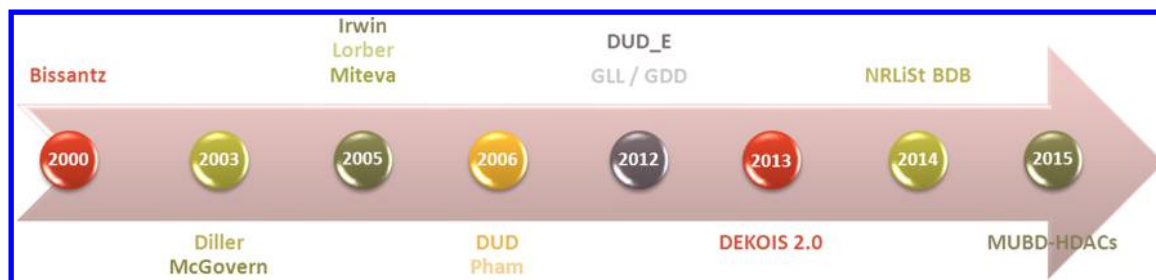 Irwin
Lorber
Miteva
DUD_E
GLL / GDD
Bissantz
NRLiSt BDB
2000
2003
2005
2006
2012
2013
2014
2015
Diller
McGovern
DUD
Pham
DEKOIS 2.0
MUBD-HDACs